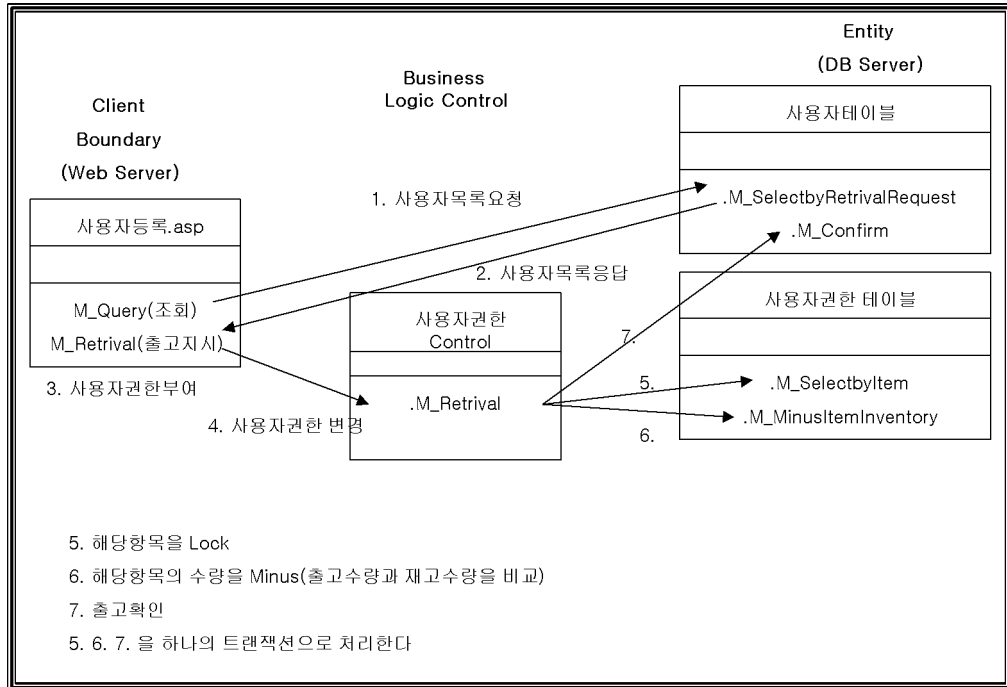 Entity
(DB Server)
Business
Logic Control
Client
Boundary
(Web Server)
사용자테이블
.M_SelectbyRetrivalRequest
.M_Confirm
1. 사용자목록요청
사용자등록.asp
M_Query(조회)
M_Retrival(출고지시)
2. 사용자목록응답
사용자권한
Control
.M_Retrival
사용자권한 테이블
.M_SelectbyItem
.M_MinusItemInventory
7.
5.
6.
3. 사용자권한부여
4. 사용자권한 변경
5. 해당항목을 Lock
6. 해당항목의 수량을 Minus(출고수량과 재고수량을 비교)
7. 출고확인
5. 6. 7. 을 하나의 트랜잭션으로 처리한다